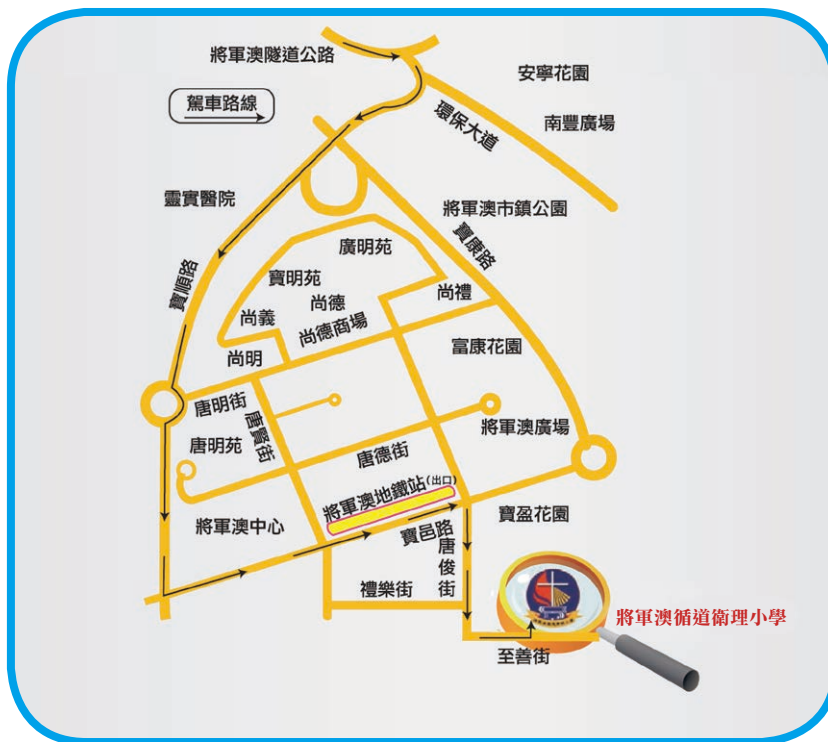 將軍澳隧道公路
安寧花園
駕車路線
環保大道
南豐廣場
靈實醫院
將軍澳市鎮公園
寶康路
廣明苑
寶明苑
寶順路
尚德
尚禮
尚義
尚德商場
尚明
富康花園
唐明街
唐賢街
唐明苑
唐德街
將軍澳廣場
將軍澳地鐵站(出口)
將軍澳中心
寶邑路
寶盈花園
唐俊街
禮樂街
將軍澳循道衛理小學
至善街